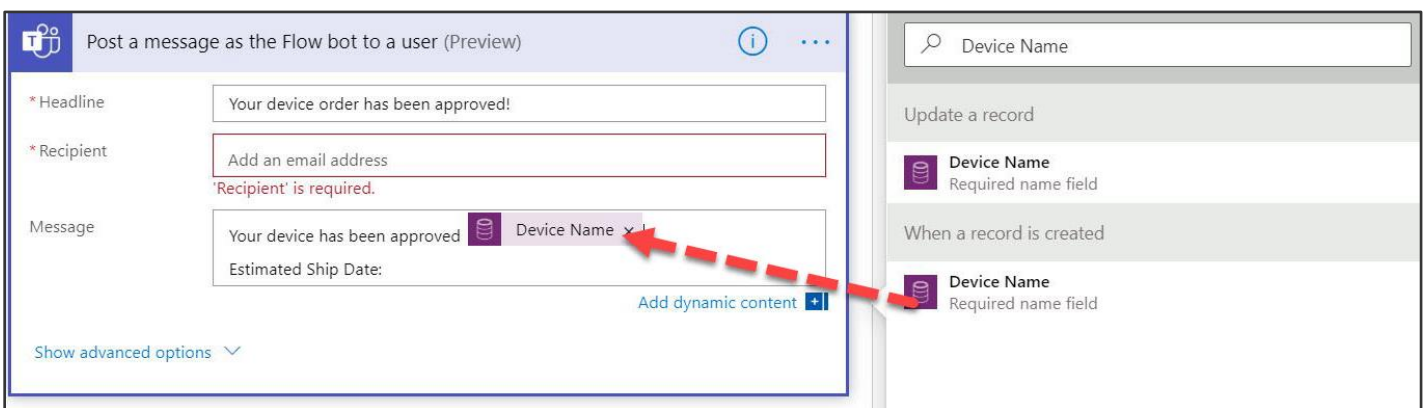 Post a message as the Flow bot to a user (Preview)
* Headline
Your device order has been approved!
* Recipient
Add an email address
'Recipient' is required.
Message
Your device has been approved Device Name ×
Estimated Ship Date:
Add dynamic content
Show advanced options
Device Name
Update a record
Device Name
Required name field
When a record is created
Device Name
Required name field